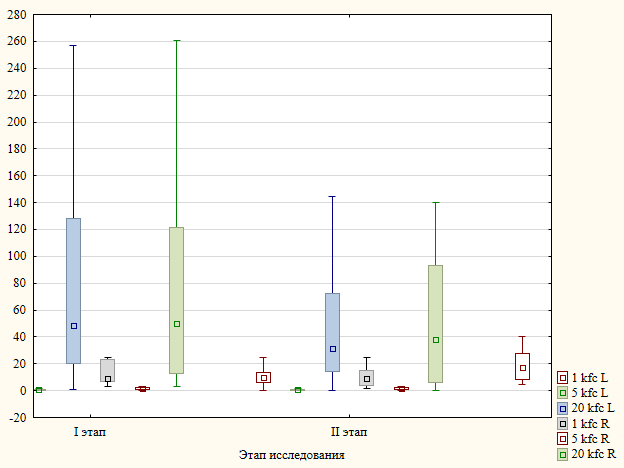 280
260
240
220
200
180
160
140
120
100
80
60
40
20
0
-20
I этап
II этап
Этап исследования
1 kfc L
5 kfc L
20 kfc L
1 kfc R
5 kfc R
20 kfc R